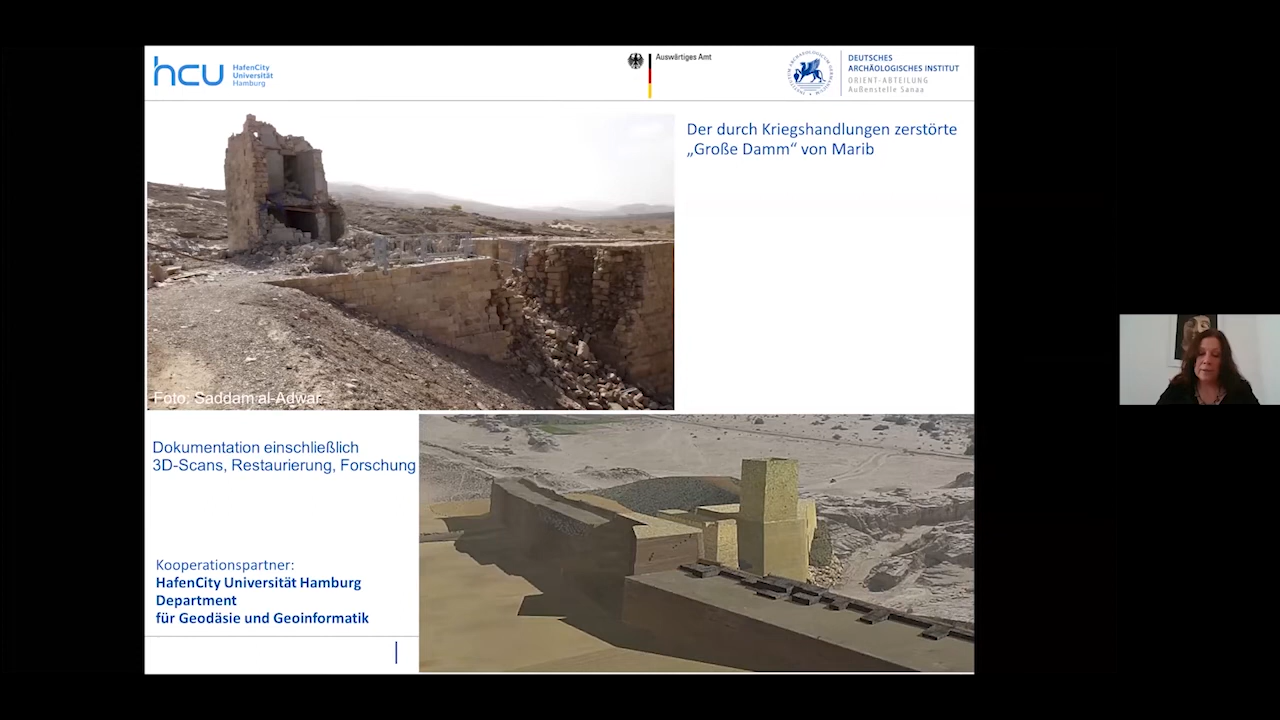 hcu
HafenCity
Universität
Hamburg
Auswärtiges Amt
DEUTSCHES
ARCHÄOLOGISCHES INSTITUT
ORIENT-ABTEILUNG
Außenstelle Sanaa
Der durch Kriegshandlungen zerstörte
„Große Damm“ von Marib
Foto: Saddam al-Adwar
Dokumentation einschließlich
3D-Scans, Restaurierung, Forschung
Kooperationspartner:
HafenCity Universität Hamburg
Department
für Geodäsie und Geoinformatik